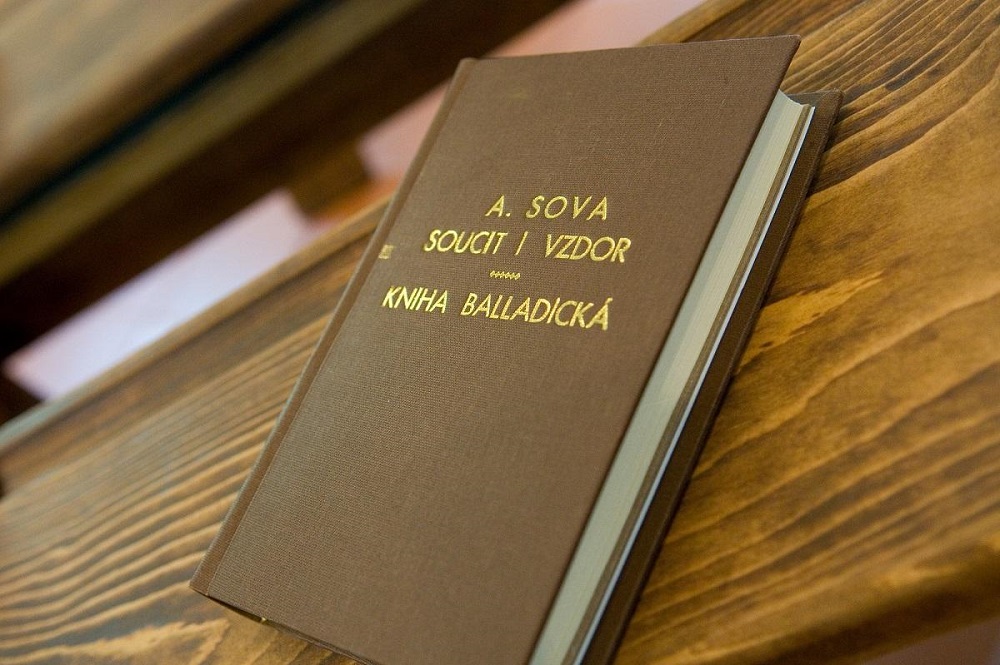 A. SOVA
SOUCIT I VZDOR
KNIHA BALLADICKÁ